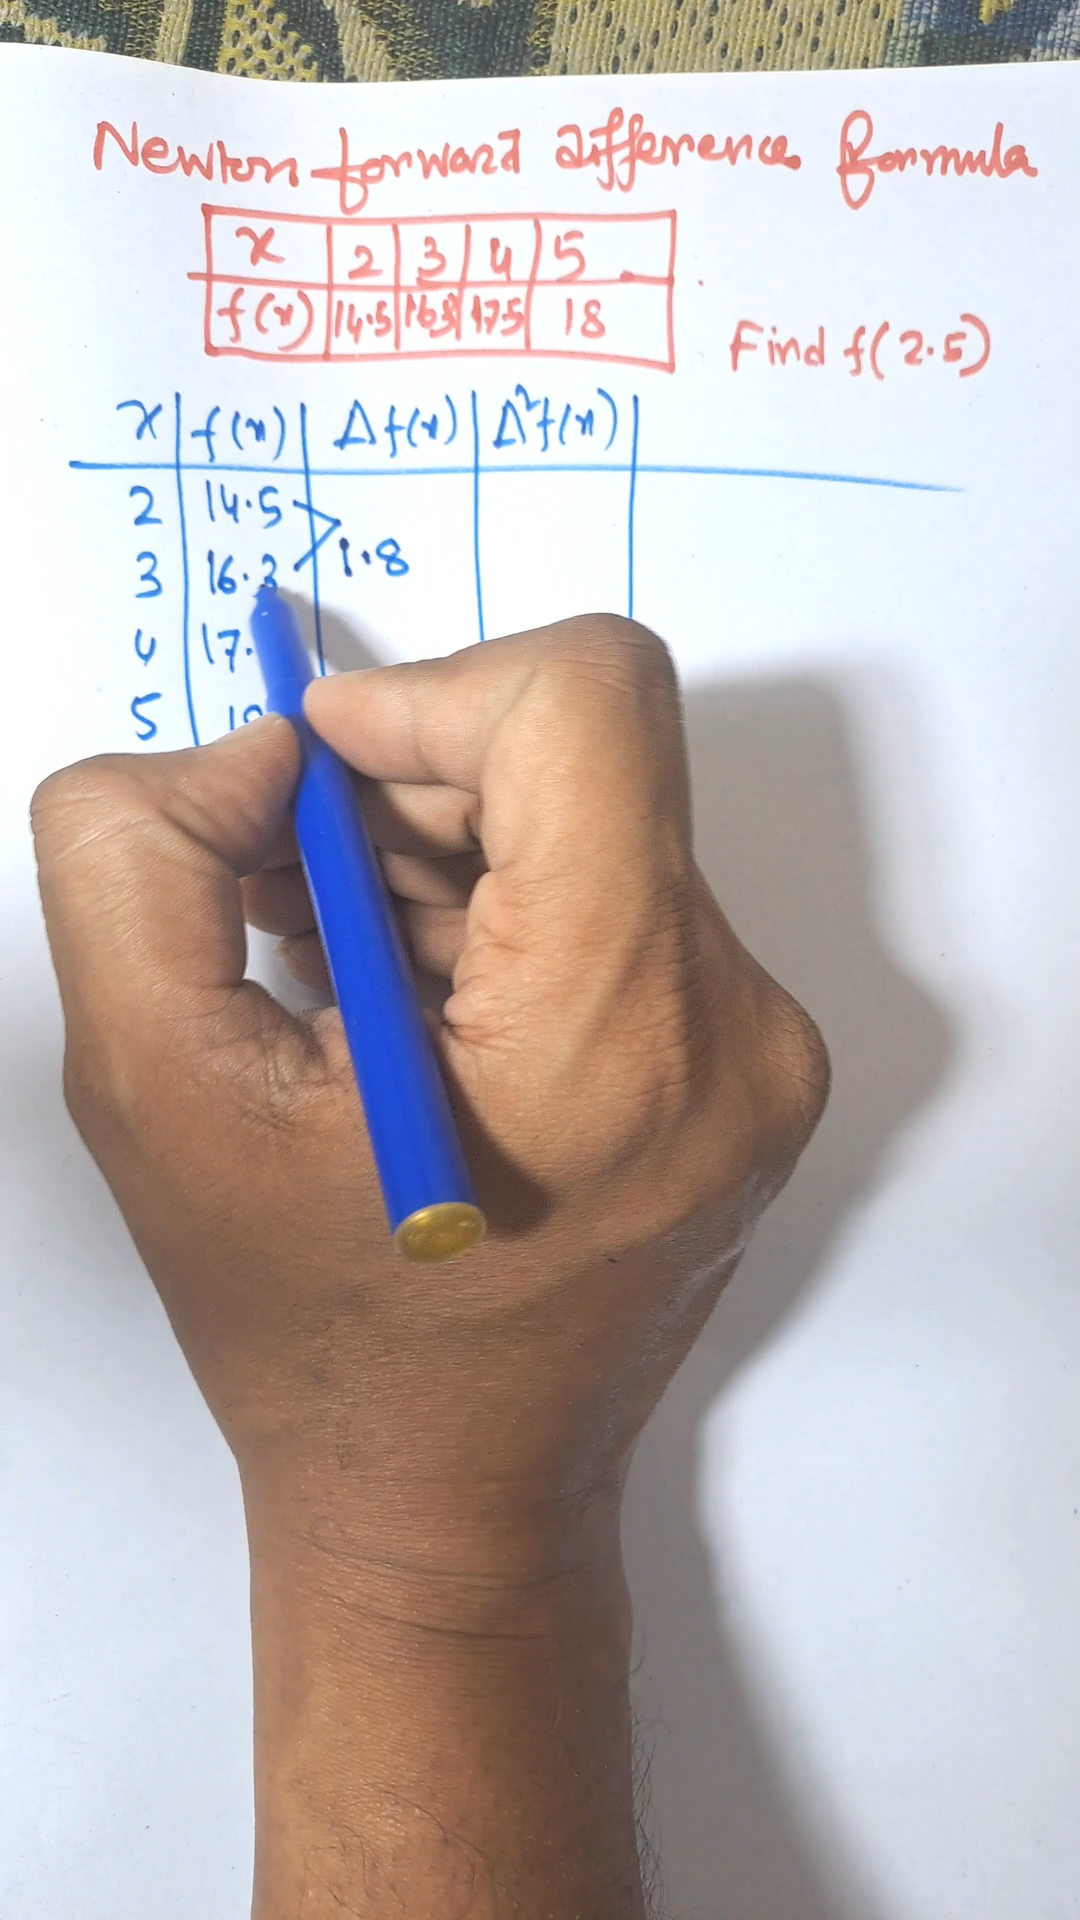 Newton forward difference formula
x 2 3 4 5
f(x) 14.5 16.3 17.5 18
Find f(2.5)
x f(x) Δf(x) Δ²f(x)
2 14.5
1.8
3 16.3
4 17.
5